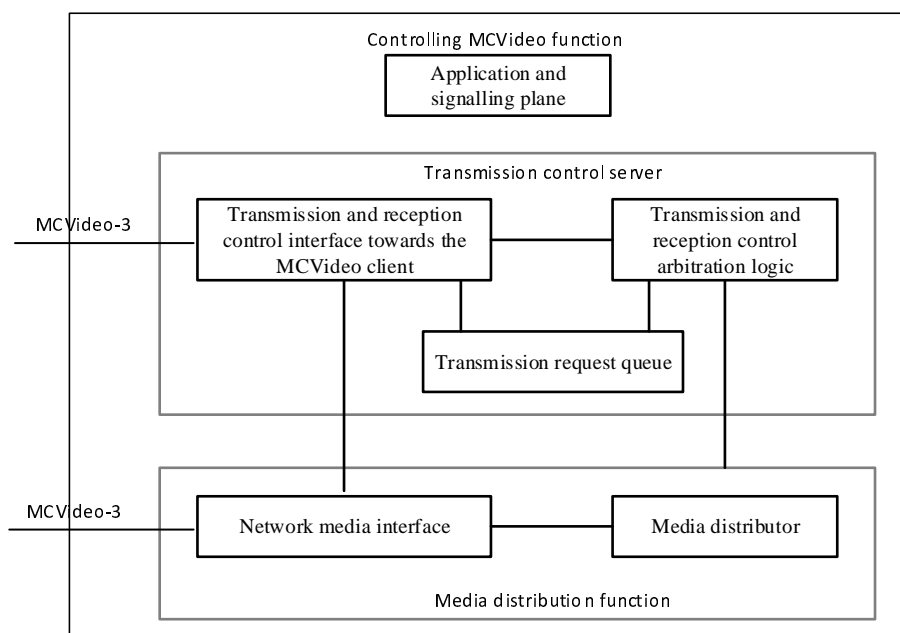 Controlling MCVideo function
Application and
signalling plane
Transmission control server
MCVideo-3
Transmission and reception
control interface towards the
MCVideo client
Transmission and
reception control
arbitration logic
Transmission request queue
MCVideo-3
Network media interface
Media distributor
Media distribution function